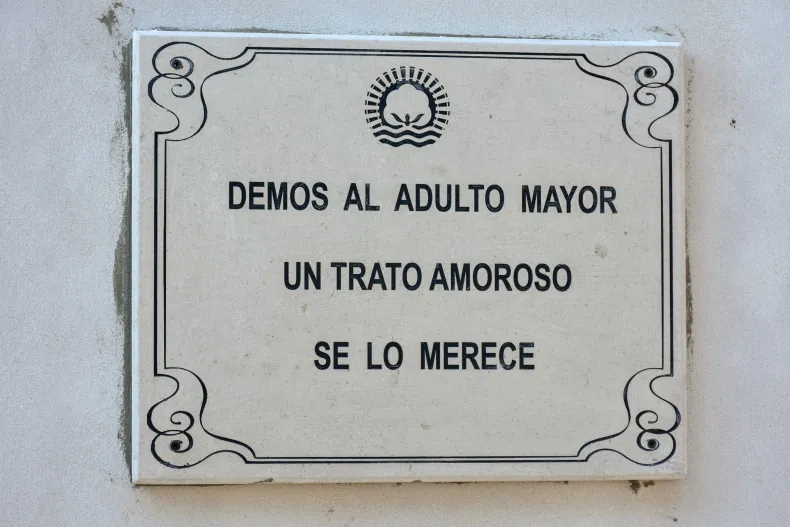 DEMOS AL ADULTO MAYOR
UN TRATO AMOROSO
SE LO MERECE